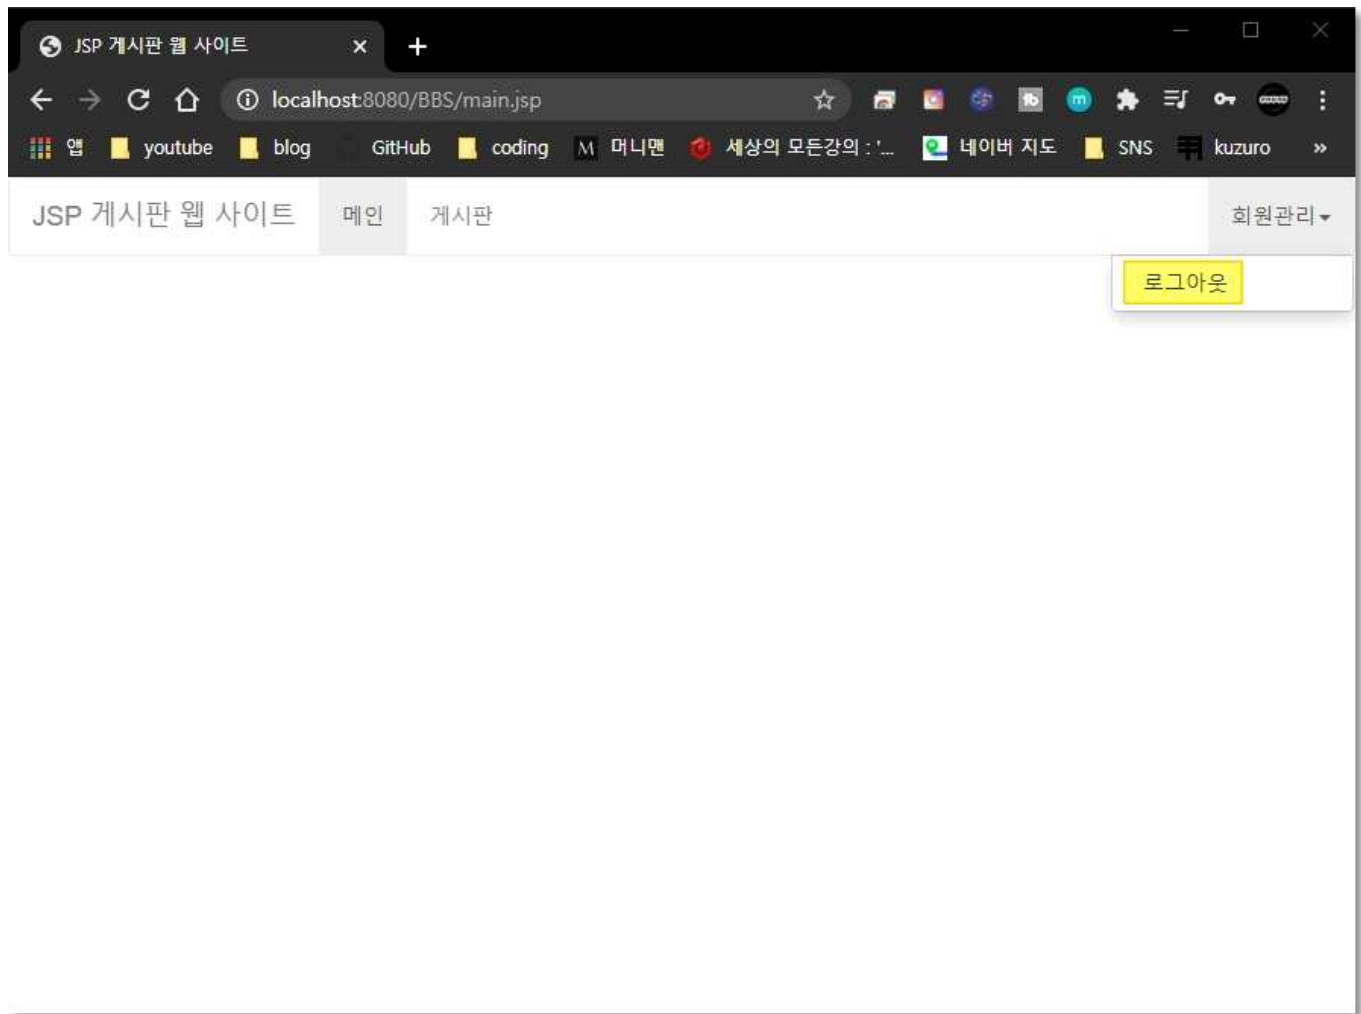 JSP 게시판 웹 사이트
localhost:8080/BBS/main.jsp
앱 youtube blog GitHub coding M 머니맨 세상의 모든강의 : '... 네이버 지도 SNS kuzuro »
JSP 게시판 웹 사이트 메인 게시판 회원관리
로그아웃